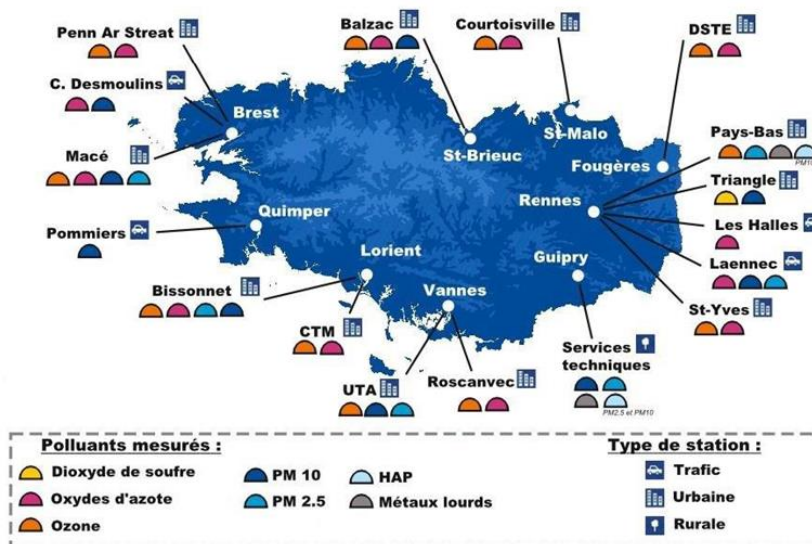 Penn Ar Streat
Balzac
Courtoisville
DSTE
C. Desmoulins
Brest
St-Malo
Pays-Bas
Macé
St-Brieuc
Fougères
PM10
Triangle
Quimper
Rennes
Pommiers
Les Halles
Lorient
Guipry
Laennec
Bissonnet
Vannes
St-Yves
CTM
Services
techniques
UTA
Roscanvec
PM2.5 et PM10
Polluants mesurés :
Type de station :
Dioxyde de soufre
PM 10
HAP
Trafic
Oxydes d'azote
PM 2.5
Métaux lourds
Urbaine
Ozone
Rurale